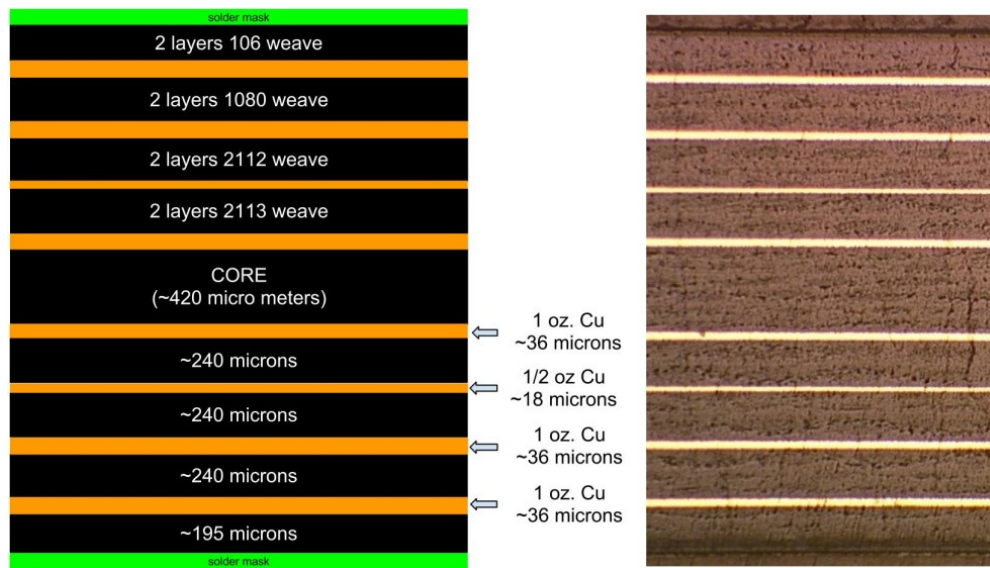 solder mask
2 layers 106 weave
2 layers 1080 weave
2 layers 2112 weave
2 layers 2113 weave
CORE
(~420 micro meters)
1 oz. Cu
~36 microns
~240 microns
1/2 oz Cu
~18 microns
~240 microns
1 oz. Cu
~36 microns
~240 microns
1 oz. Cu
~36 microns
~195 microns
solder mask